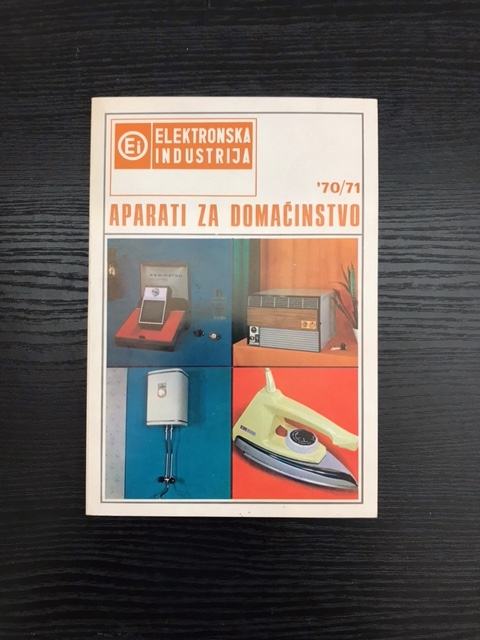 Ei
ELEKTRONSKA
INDUSTRIJA
'70/71
APARATI ZA DOMAĆINSTVO